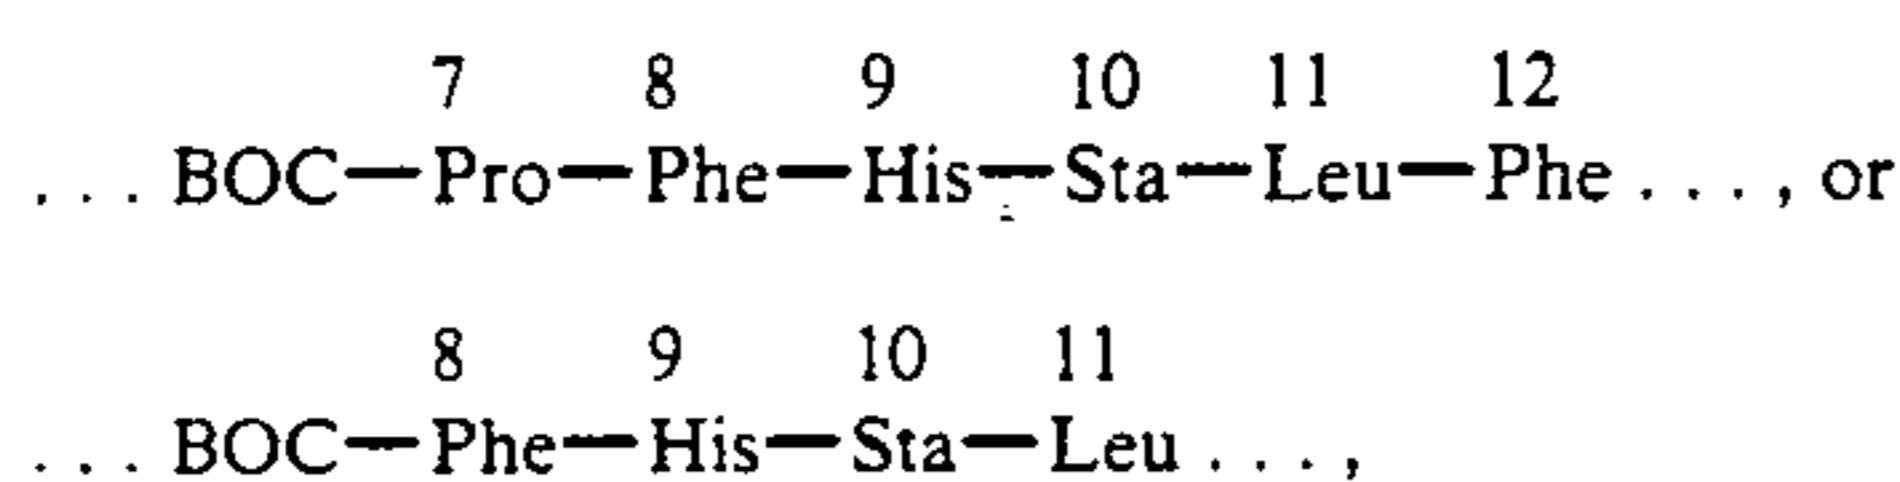 7 8 9 10 11 12
. . . BOC—Pro—Phe—His—Sta—Leu—Phe . . . , or
8 9 10 11
. . . BOC—Phe—His—Sta—Leu . . . ,